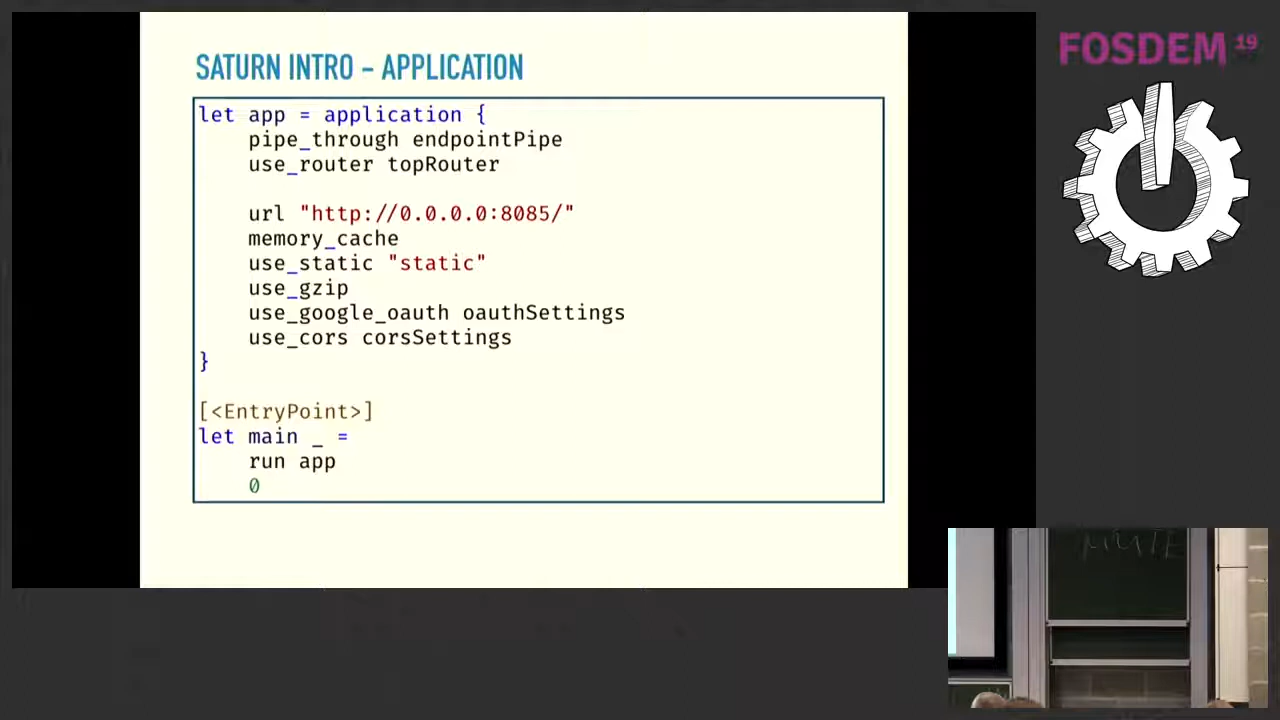 SATURN INTRO – APPLICATION
let app = application {
    pipe_through endpointPipe
    use_router topRouter

    url "http://0.0.0.0:8085/"
    memory_cache
    use_static "static"
    use_gzip
    use_google_oauth oauthSettings
    use_cors corsSettings
}

[<EntryPoint>]
let main _ =
    run app
    0
FOSDEM 19
MUTE